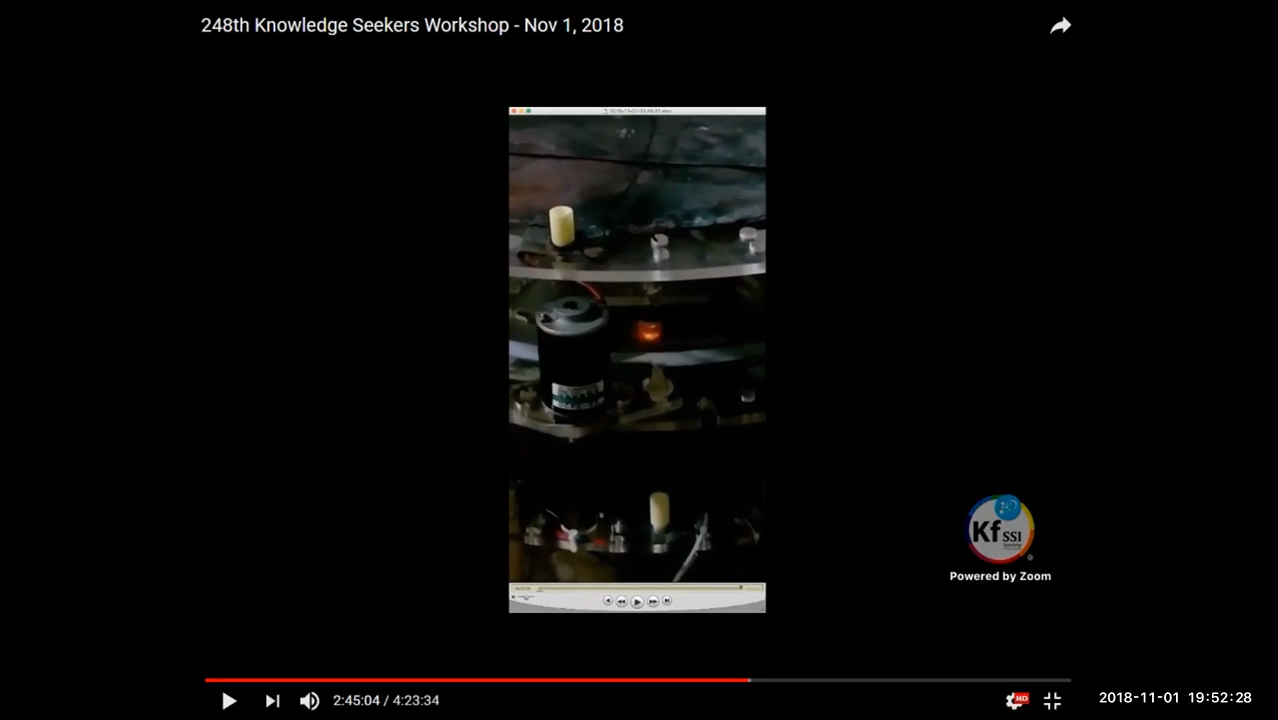 248th Knowledge Seekers Workshop - Nov 1, 2018
Kf SSI
Powered by Zoom
2:45:04 / 4:23:34
HD
2018-11-01 19:52:28